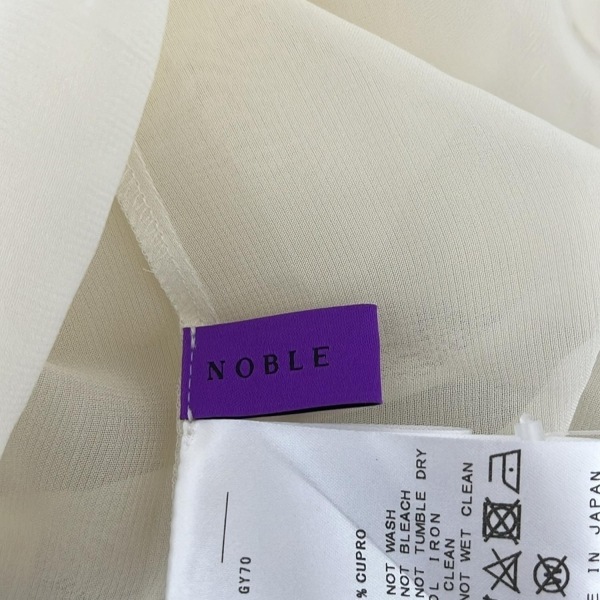 NOBLE
GY70
% CUPRO
NOT WASH
NOT BLEACH
NOT TUMBLE DRY
IRON
CLEAN
NOT WET CLEAN
IN JAPAN